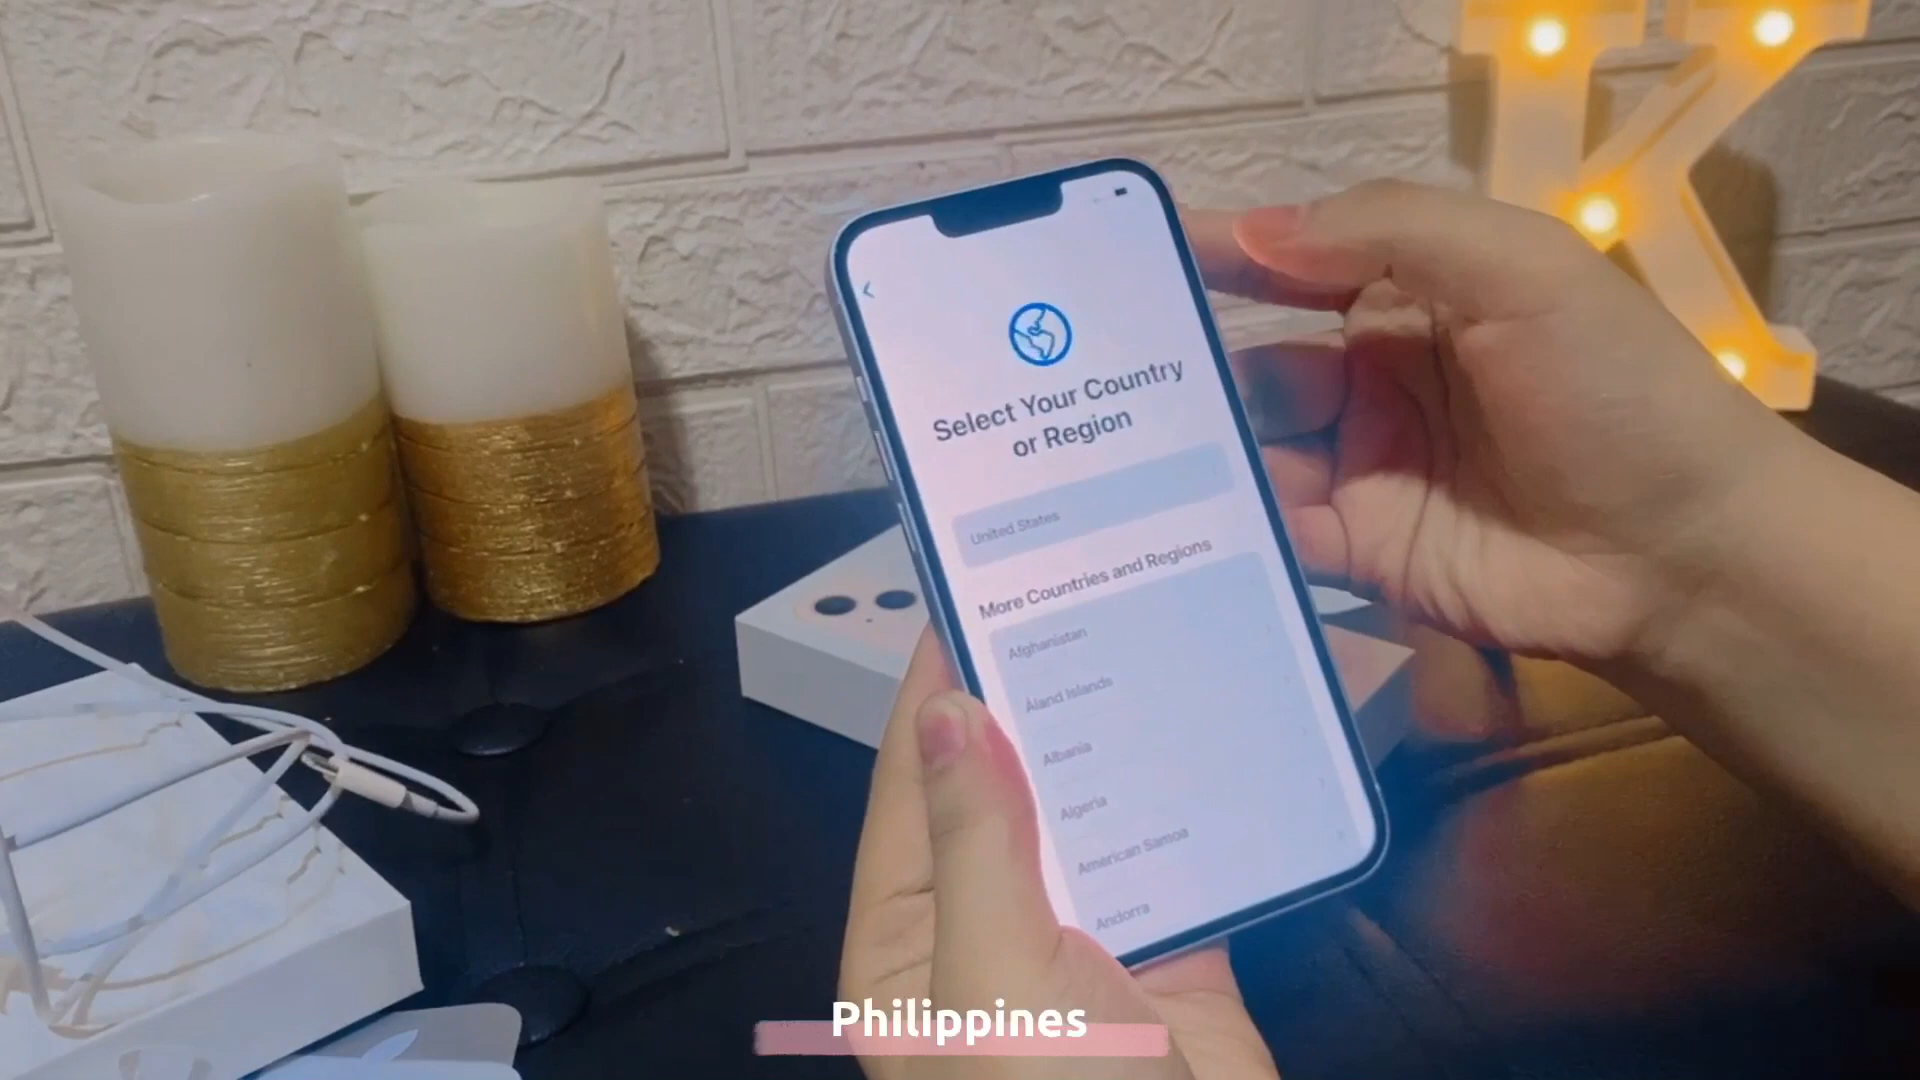 K
Select Your Country
or Region
United States
More Countries and Regions
Afghanistan
Åland Islands
Albania
Algeria
American Samoa
Andorra
Philippines